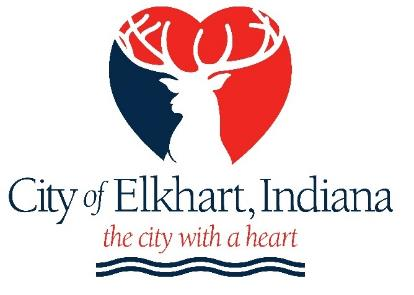 City of Elkhart, Indiana
the city with a heart